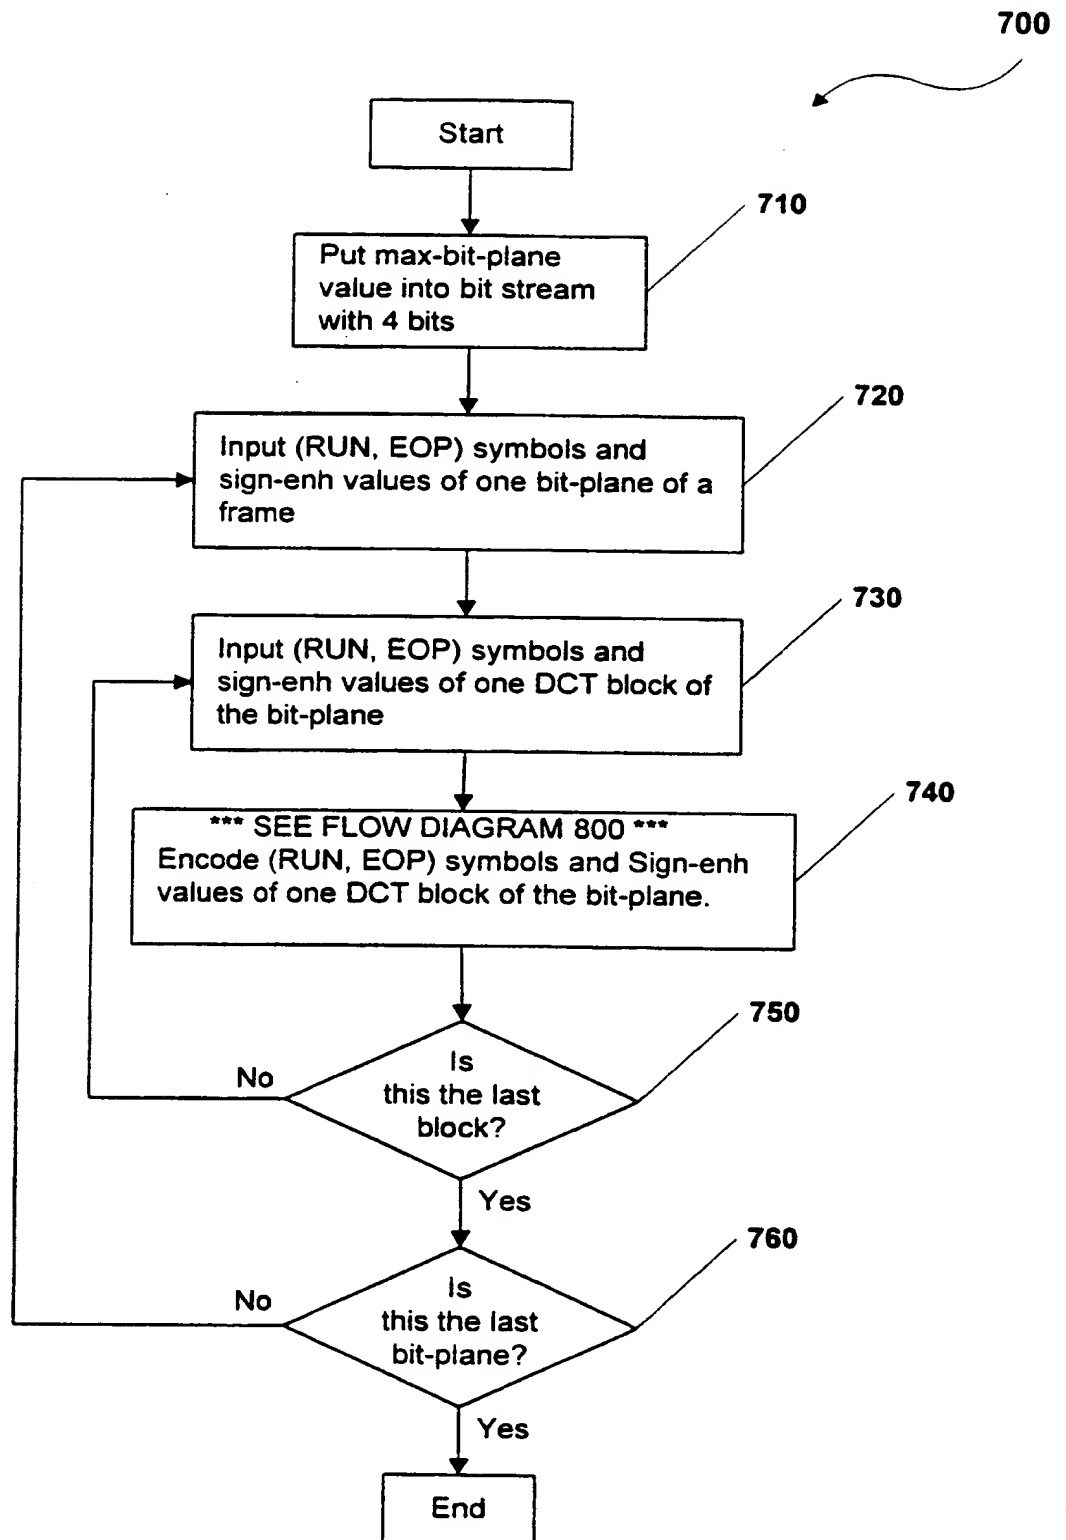 700
Start
710
Put max-bit-plane
value into bit stream
with 4 bits
720
Input (RUN, EOP) symbols and
sign-enh values of one bit-plane of a
frame
730
Input (RUN, EOP) symbols and
sign-enh values of one DCT block of
the bit-plane
740
*** SEE FLOW DIAGRAM 800 ***
Encode (RUN, EOP) symbols and Sign-enh
values of one DCT block of the bit-plane.
750
Is
this the last
block?
No
Yes
760
Is
this the last
bit-plane?
No
Yes
End